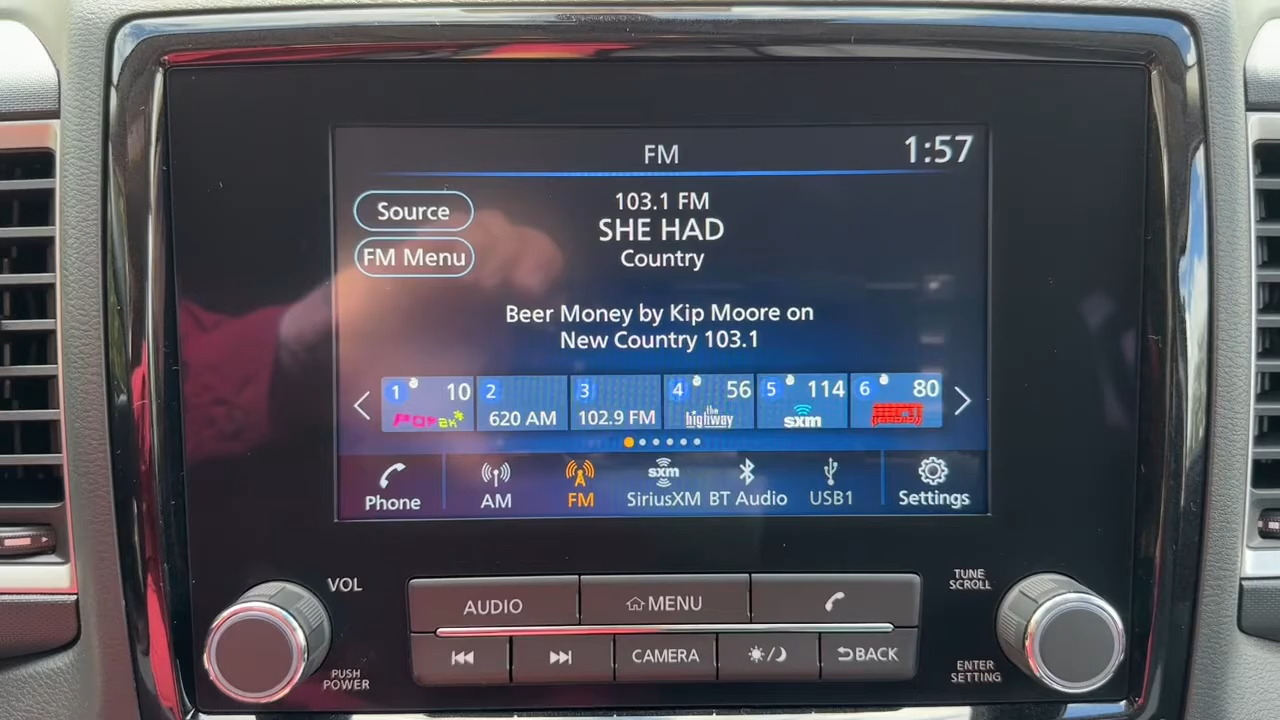 FM
1:57
Source
103.1 FM
SHE HAD
FM Menu
Country
Beer Money by Kip Moore on
New Country 103.1
1 10
2
3
4 56
5 114
6 80
620 AM
102.9 FM
the
highway
sxm
Phone
AM
FM
sxm
SiriusXM
BT Audio
USB1
Settings
VOL
PUSH
POWER
AUDIO
MENU
CAMERA
BACK
TUNE
SCROLL
ENTER
SETTING